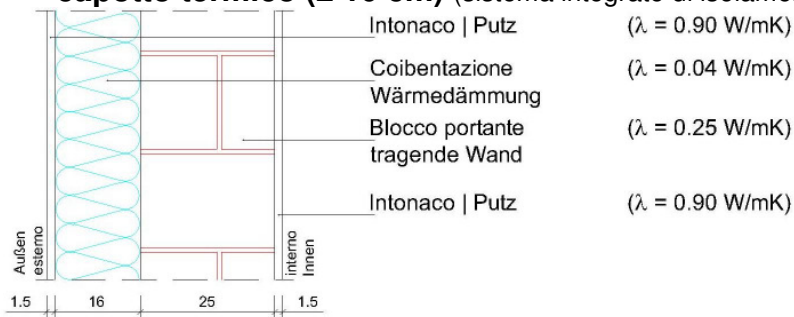 cappotto termico (≥ 16 cm) (sistema integrato di
Intonaco | Putz (λ = 0.90 W/mK)
Coibentazione (λ = 0.04 W/mK)
Wärmedämmung
Blocco portante (λ = 0.25 W/mK)
tragende Wand
Intonaco | Putz (λ = 0.90 W/mK)
Außen
esterno
interno
Innen
1.5 16 25 1.5